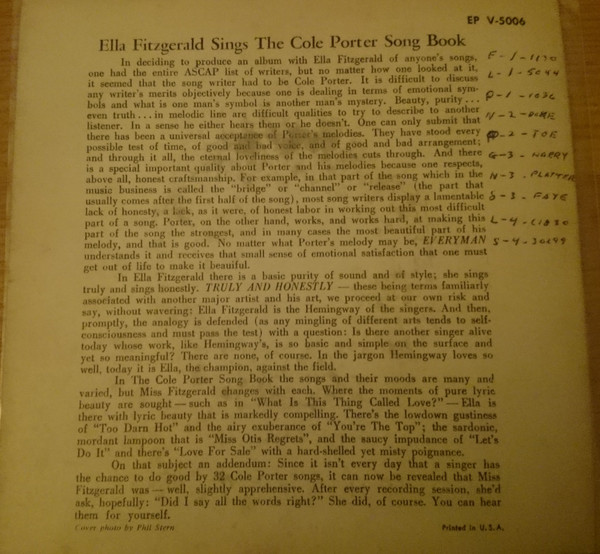 EP V-5006
Ella Fitzgerald Sings The Cole Porter Song Book
In deciding to produce an album with Ella Fitzgerald of anyone's songs,
one had the entire ASCAP list of writers, but no matter how one looked at it,
it seemed that the song writer had to be Cole Porter. It is difficult to discuss
any writer's merits objectively because one is dealing in terms of emotional sym-
bols and what is one man's symbol is another man's mystery. Beauty, purity...
even truth... in melodic line are difficult qualities to try to describe to another
listener. In a sense he either hears them or he doesn't. One can only submit that
there has been a universal acceptance of Porter's melodies. They have stood every
possible test of time, of good and bad voice, and of good and bad arrangement;
and through it all, the eternal loveliness of the melodies cuts through. And there
is a special important quality about Porter and his melodies because one respects,
above all, honest craftsmanship. For example, in that part of the song which in the
music business is called the "bridge" or "channel" or "release" (the part that
usually comes after the first half of the song), most song writers display a lamentable
lack of honesty, a lack, as it were, of honest labor in working out this most difficult
part of a song. Porter, on the other hand, works, and works hard, at making this
part of the song the strongest, and in many cases the most beautiful part of his
melody, and that is good. No matter what Porter's melody may be, EVERYMAN
understands it and receives that small sense of emotional satisfaction that one must
get out of life to make it beauiful.
In Ella Fitzgerald there is a basic purity of sound and of style; she sings
truly and sings honestly. TRULY AND HONESTLY — these being terms familiarly
associated with another major artist and his art, we proceed at our own risk and
say, without wavering: Ella Fitzgerald is the Hemingway of the singers. And then,
promptly, the analogy is defended (as any mingling of different arts tends to self-
consciousness and must pass the test) with a question: Is there another singer alive
today whose work, like Hemingway's, is so basic and simple on the surface and
yet so meaningful? There are none, of course. In the jargon Hemingway loves so
well, today it is Ella, the champion, against the field.
In The Cole Porter Song Book the songs and their moods are many and
varied, but Miss Fitzgerald changes with each. Where the moments of pure lyric
beauty are sought — such as in "What Is This Thing Called Love?" — Ella is
there with lyric beauty that is markedly compelling. There's the lowdown gustiness
of "Too Darn Hot" and the airy exuberance of "You're The Top"; the sardonic,
mordant lampoon that is "Miss Otis Regrets", and the saucy impudance of "Let's
Do It" and there's "Love For Sale" with a hard-shelled yet misty poignance.
On that subject an addendum: Since it isn't every day that a singer has
the chance to do good by 32 Cole Porter songs, it can now be revealed that Miss
Fitzgerald was — well, slightly apprehensive. After every recording session, she'd
ask, hopefully: "Did I say all the words right?" She did, of course. You can hear
them for yourself.
Cover photo by Phil Stern
Printed in U.S.A.
E-1-1170
L-1-5044
O-1-1036
N-2-
2-JOE
G-3-HARRY
N-3-PLATTER
S-3-FAYE
L-4-
S-4-30299